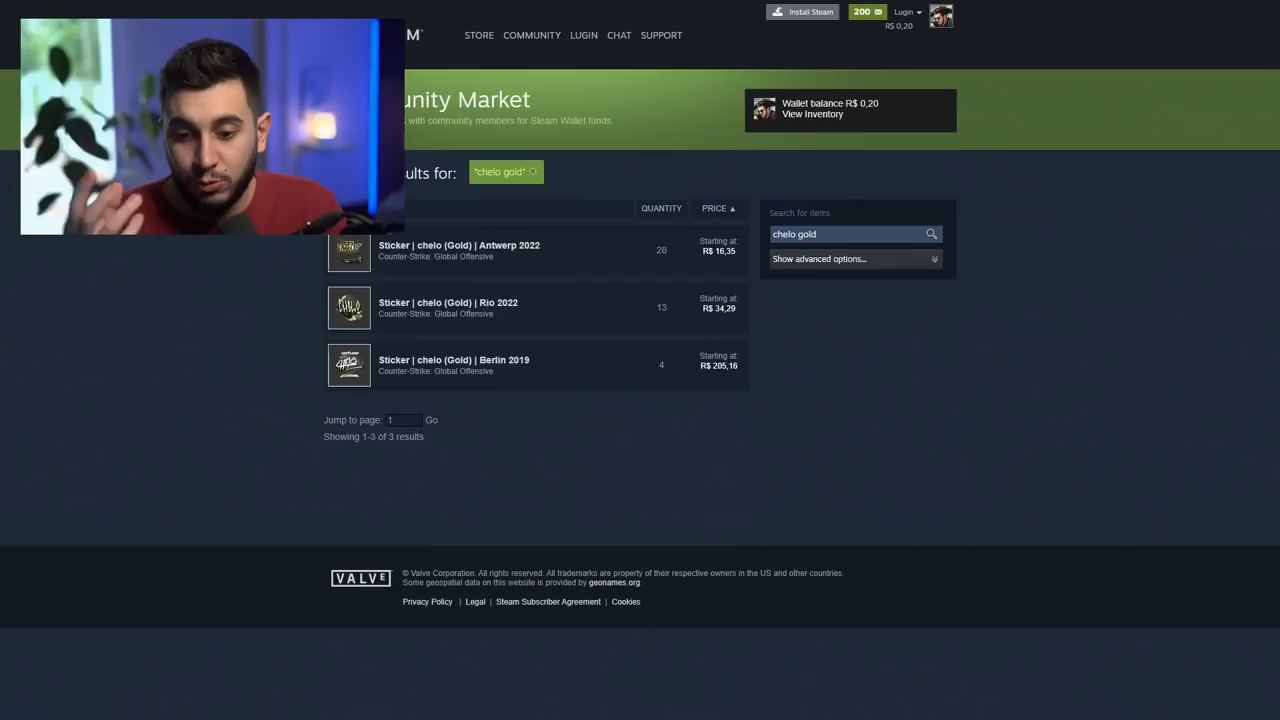 Install Steam
200
Login
R$ 0,20
M®
STORE
COMMUNITY
LUGIN
CHAT
SUPPORT
unity Market
s with community members for Steam Wallet funds.
Wallet balance R$ 0,20
View Inventory
ults for:
"chelo gold"
QUANTITY
PRICE ▲
Sticker | chelo (Gold) | Antwerp 2022
Counter-Strike: Global Offensive
28
Starting at:
R$ 16,35
Sticker | chelo (Gold) | Rio 2022
Counter-Strike: Global Offensive
13
Starting at:
R$ 34,29
Sticker | chelo (Gold) | Berlin 2019
Counter-Strike: Global Offensive
4
Starting at:
R$ 205,16
Search for Items
chelo gold
Show advanced options...
Jump to page: 1 Go
Showing 1-3 of 3 results
VALVE
© Valve Corporation. All rights reserved. All trademarks are property of their respective owners in the US and other countries.
Some geospatial data on this website is provided by geonames.org.
Privacy Policy | Legal | Steam Subscriber Agreement | Cookies